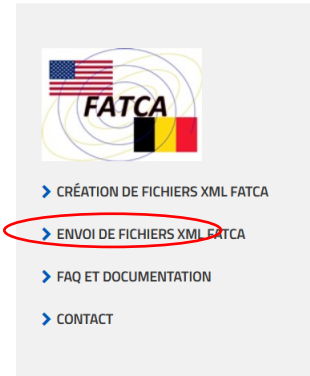 FATCA
CRÉATION DE FICHIERS XML FATCA
ENVOI DE FICHIERS XML FATCA
FAQ ET DOCUMENTATION
CONTACT